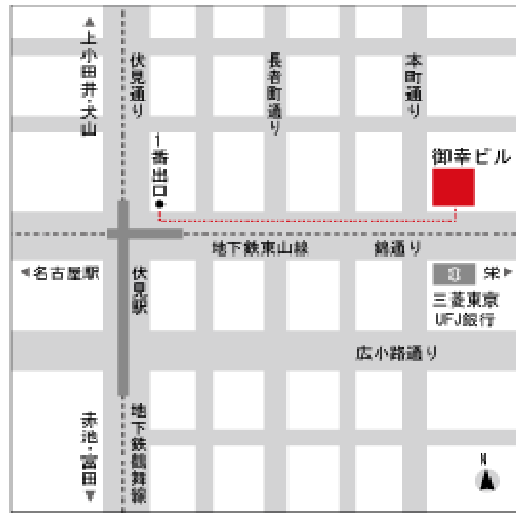 ▲上小田井・犬山
伏見通り
長者町通り
本町通り
1番出口
御幸ビル
地下鉄東山線
錦通り
◀名古屋駅
伏見駅
栄▶
三菱東京
UFJ銀行
広小路通り
赤池・富田▼
地下鉄鶴舞線
N